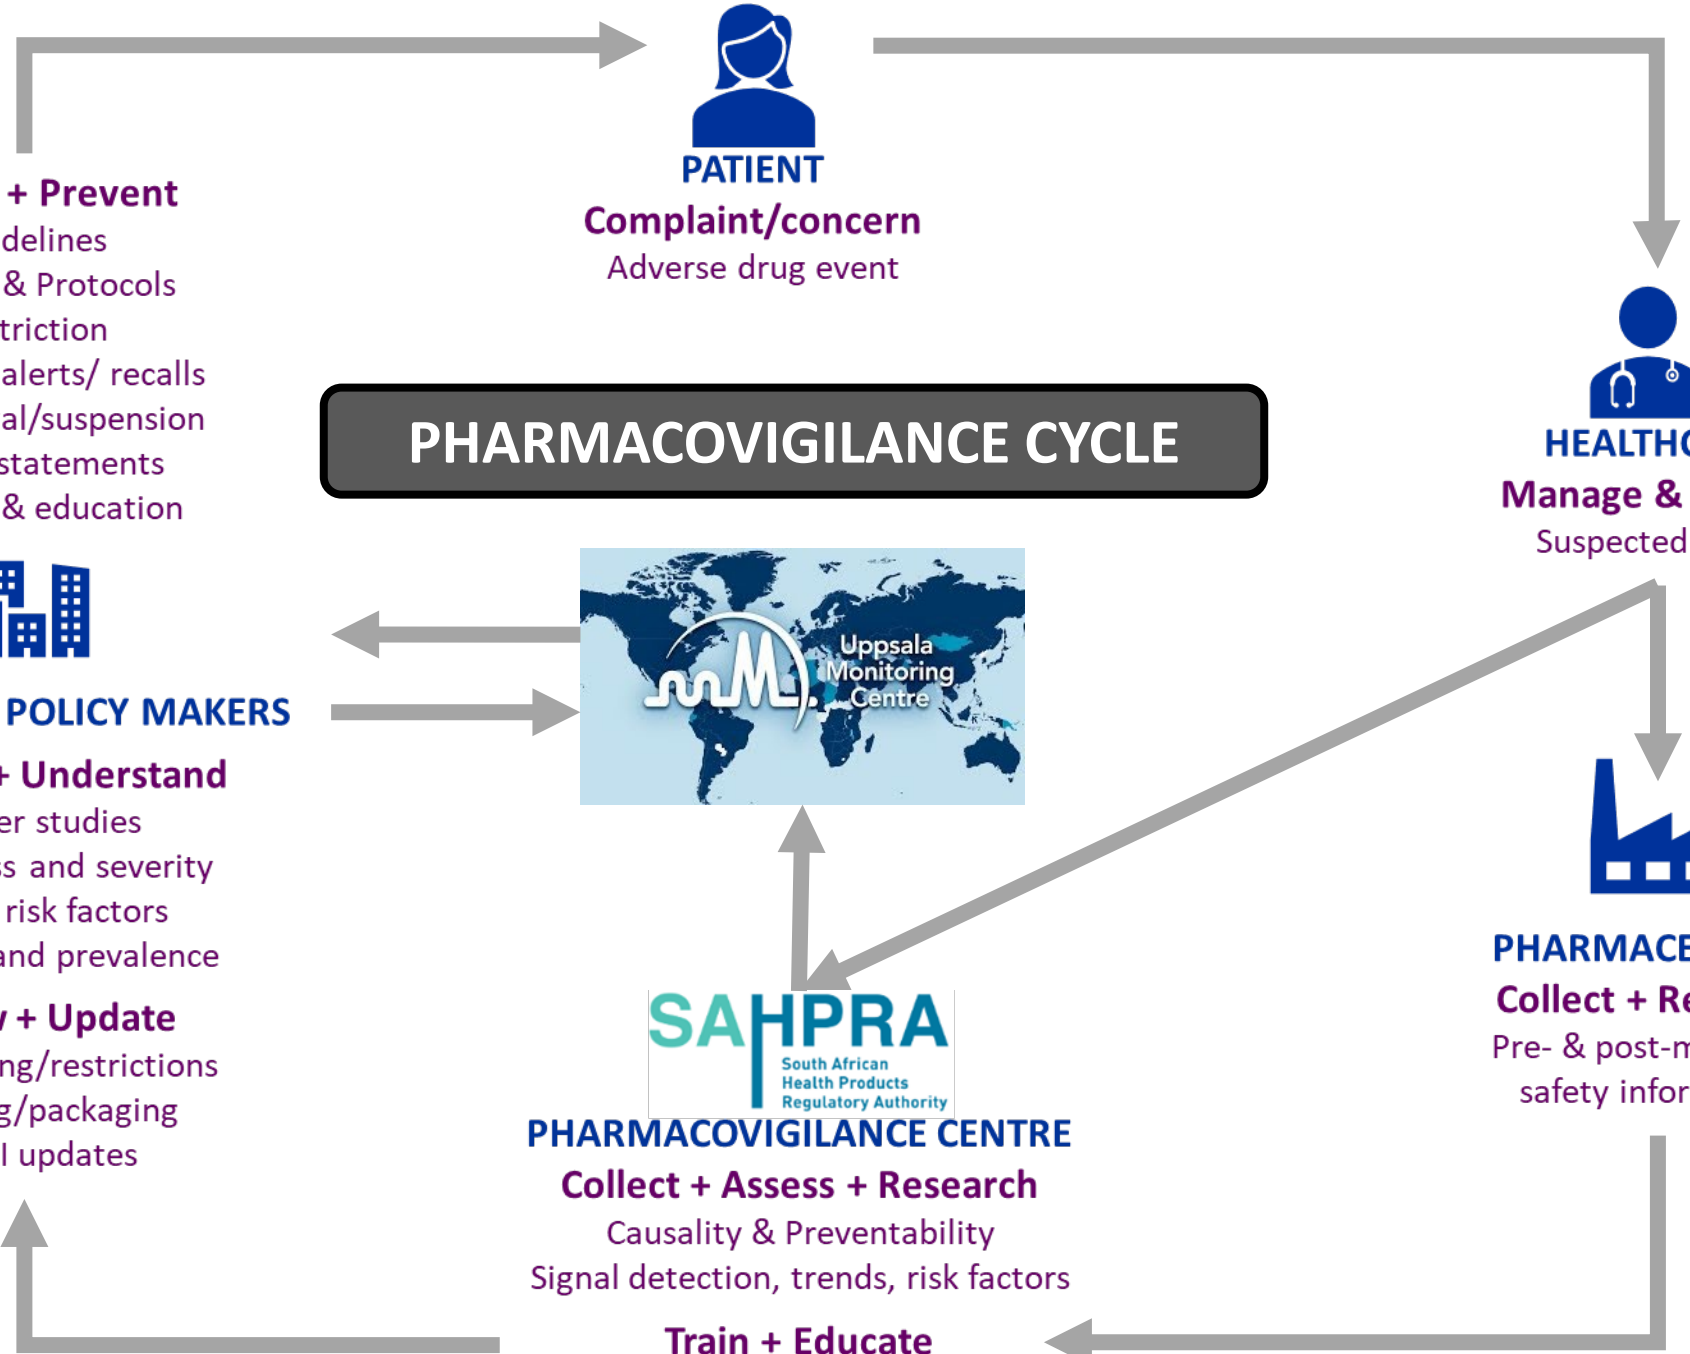 PATIENT
Complaint/concern
Adverse drug event
+ Prevent
delines
& Protocols
triction
alerts/ recalls
al/suspension
statements
& education
PHARMACOVIGILANCE CYCLE
HEALTHC
Manage &
Suspected
Uppsala
Monitoring
Centre
POLICY MAKERS
+ Understand
er studies
s and severity
risk factors
and prevalence
+ Update
ng/restrictions
g/packaging
I updates
PHARMACE
Collect + Re
Pre- & post-m
safety infor
SAHPRA
South African
Health Products
Regulatory Authority
PHARMACOVIGILANCE CENTRE
Collect + Assess + Research
Causality & Preventability
Signal detection, trends, risk factors
Train + Educate